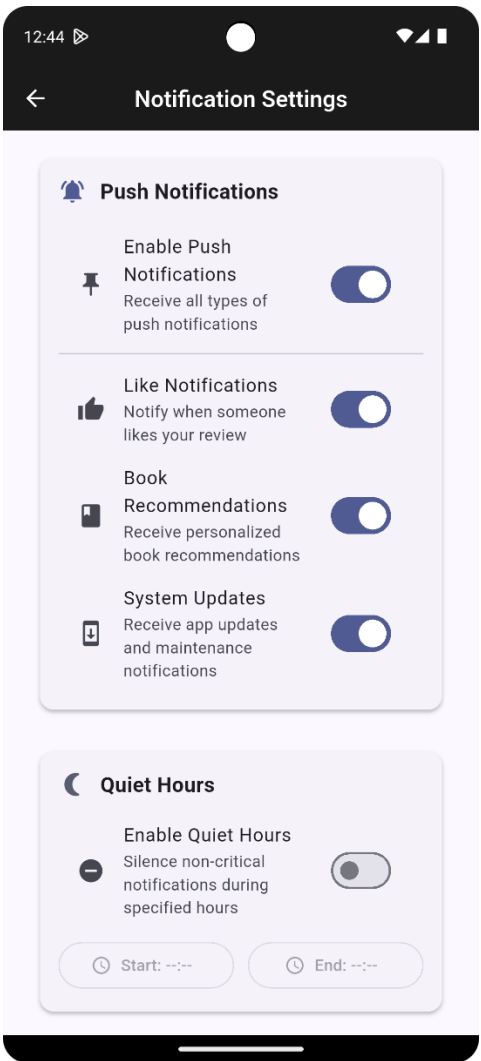 12:44
Notification Settings
Push Notifications
Enable Push
Notifications
Receive all types of
push notifications
Like Notifications
Notify when someone
likes your review
Book
Recommendations
Receive personalized
book recommendations
System Updates
Receive app updates
and maintenance
notifications
Quiet Hours
Enable Quiet Hours
Silence non-critical
notifications during
specified hours
Start: --:--
End: --:--